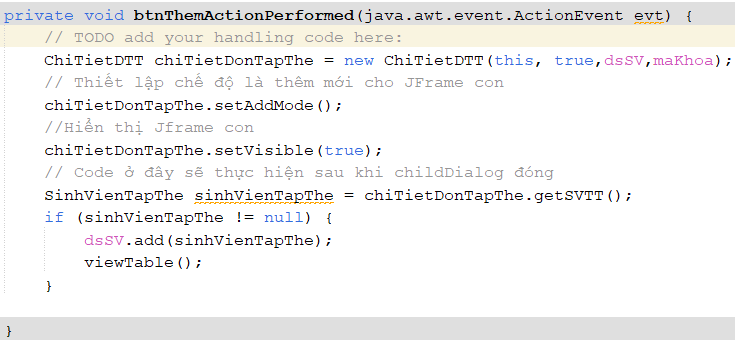 private void btnThemActionPerformed(java.awt.event.ActionEvent evt) {
// TODO add your handling code here:
ChiTietDTT chiTietDonTapThe = new ChiTietDTT(this, true,dsSV,maKhoa);
// Thiết lập chế độ là thêm mới cho JFrame con
chiTietDonTapThe.setAddMode();
//Hiển thị Jframe con
chiTietDonTapThe.setVisible(true);
// Code ở đây sẽ thực hiện sau khi childDialog đóng
SinhVienTapThe sinhVienTapThe = chiTietDonTapThe.getSVTT();
if (sinhVienTapThe != null) {
dsSV.add(sinhVienTapThe);
viewTable();
}
}